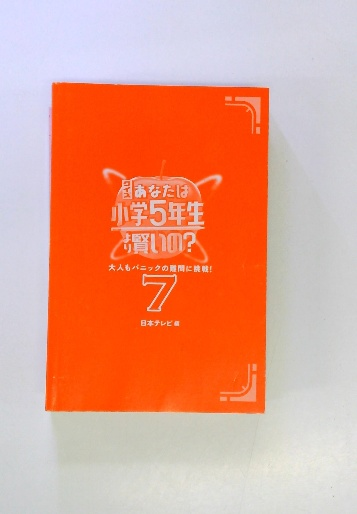 クイズ！あなたは
小学5年生
より賢いの?
大人もパニックの難問に挑戦!
7
日本テレビ 編